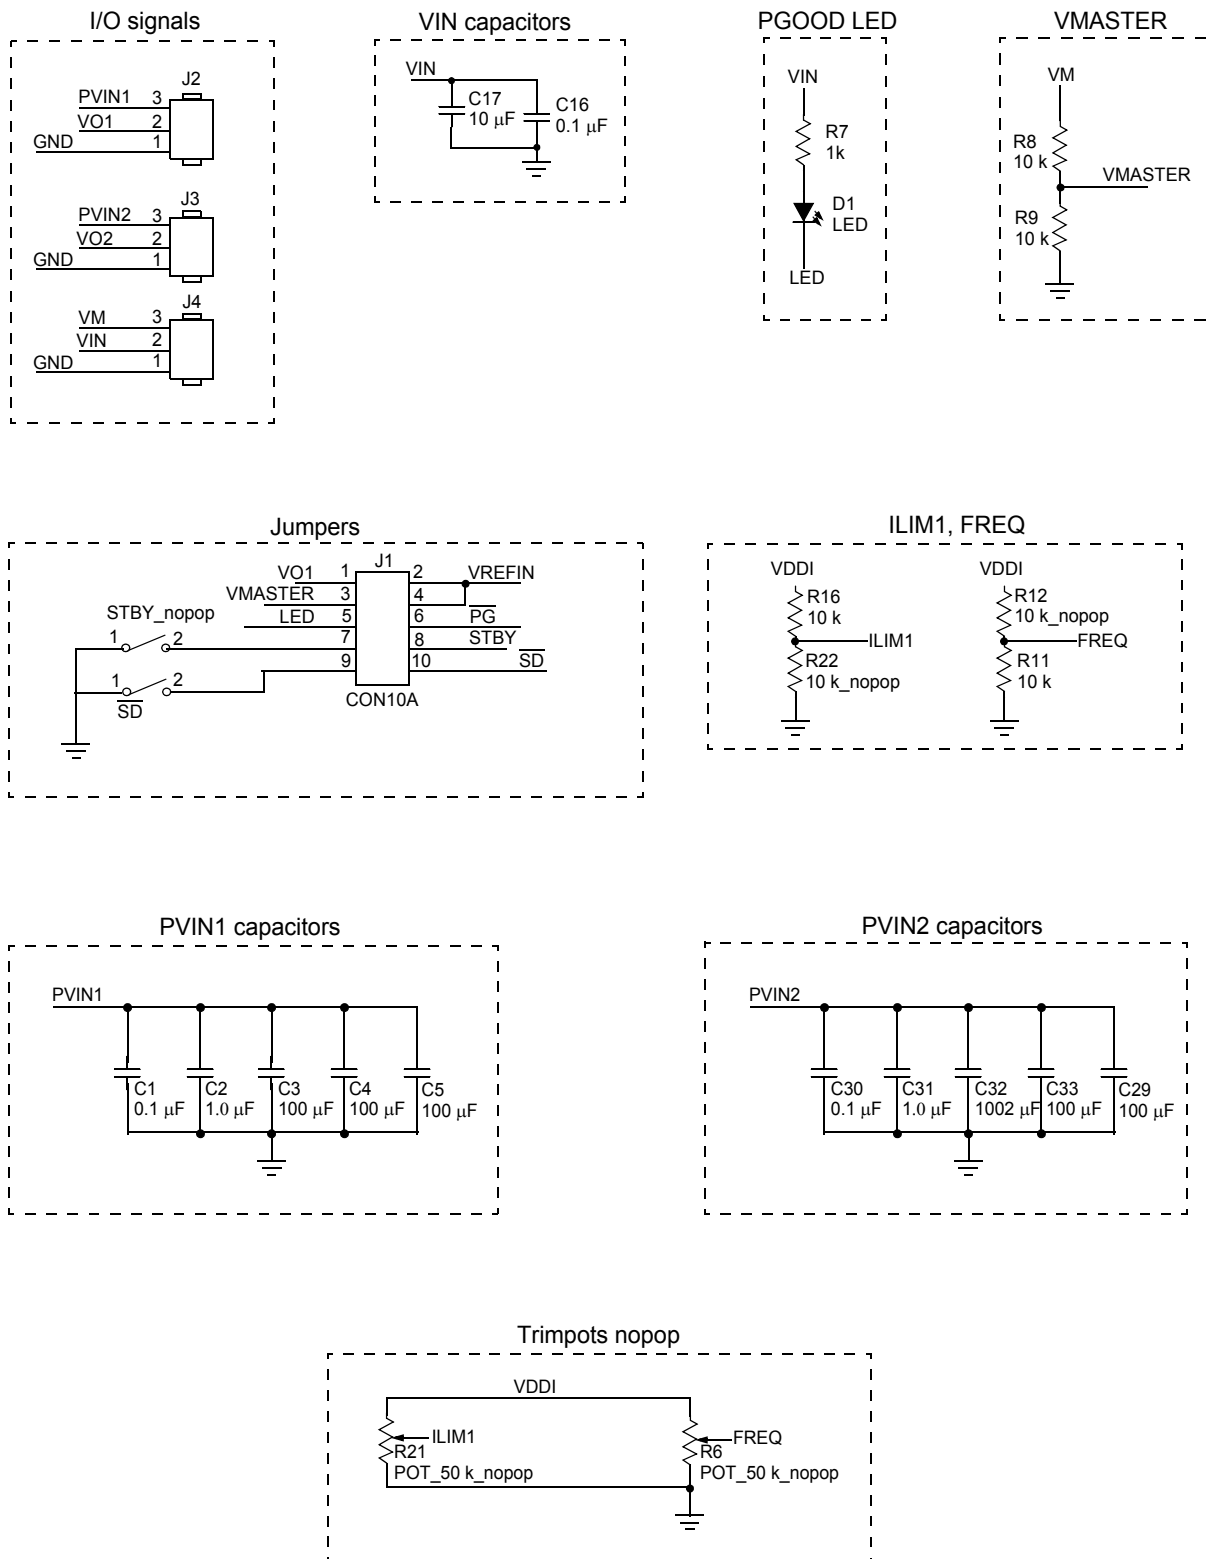 I/O signals
J2
PVIN1 3
VO1 2
GND 1
J3
PVIN2 3
VO2 2
GND 1
J4
VM 3
VIN 2
GND 1
VIN capacitors
VIN
C17
10 µF
C16
0.1 µF
PGOOD LED
VIN
R7
1k
D1
LED
LED
VMASTER
VM
R8
10 k
VMASTER
R9
10 k
Jumpers
J1
VO1 1 2 VREFIN
VMASTER 3 4
LED 5 6 PG
STBY_nopop
1 2 7 8 STBY
9 10 SD
1 2
SD
CON10A
ILIM1, FREQ
VDDI
R16
10 k
ILIM1
R22
10 k_nopop
VDDI
R12
10 k_nopop
FREQ
R11
10 k
PVIN1 capacitors
PVIN1
C1
0.1 µF
C2
1.0 µF
C3
100 µF
C4
100 µF
C5
100 µF
PVIN2 capacitors
PVIN2
C30
0.1 µF
C31
1.0 µF
C32
1002 µF
C33
100 µF
C29
100 µF
Trimpots nopop
VDDI
ILIM1
R21
POT_50 k_nopop
FREQ
R6
POT_50 k_nopop